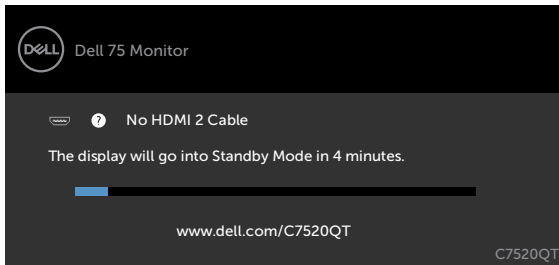 DELL
Dell 75 Monitor
? No HDMI 2 Cable
The display will go into Standby Mode in 4 minutes.
www.dell.com/C7520QT
C7520QT